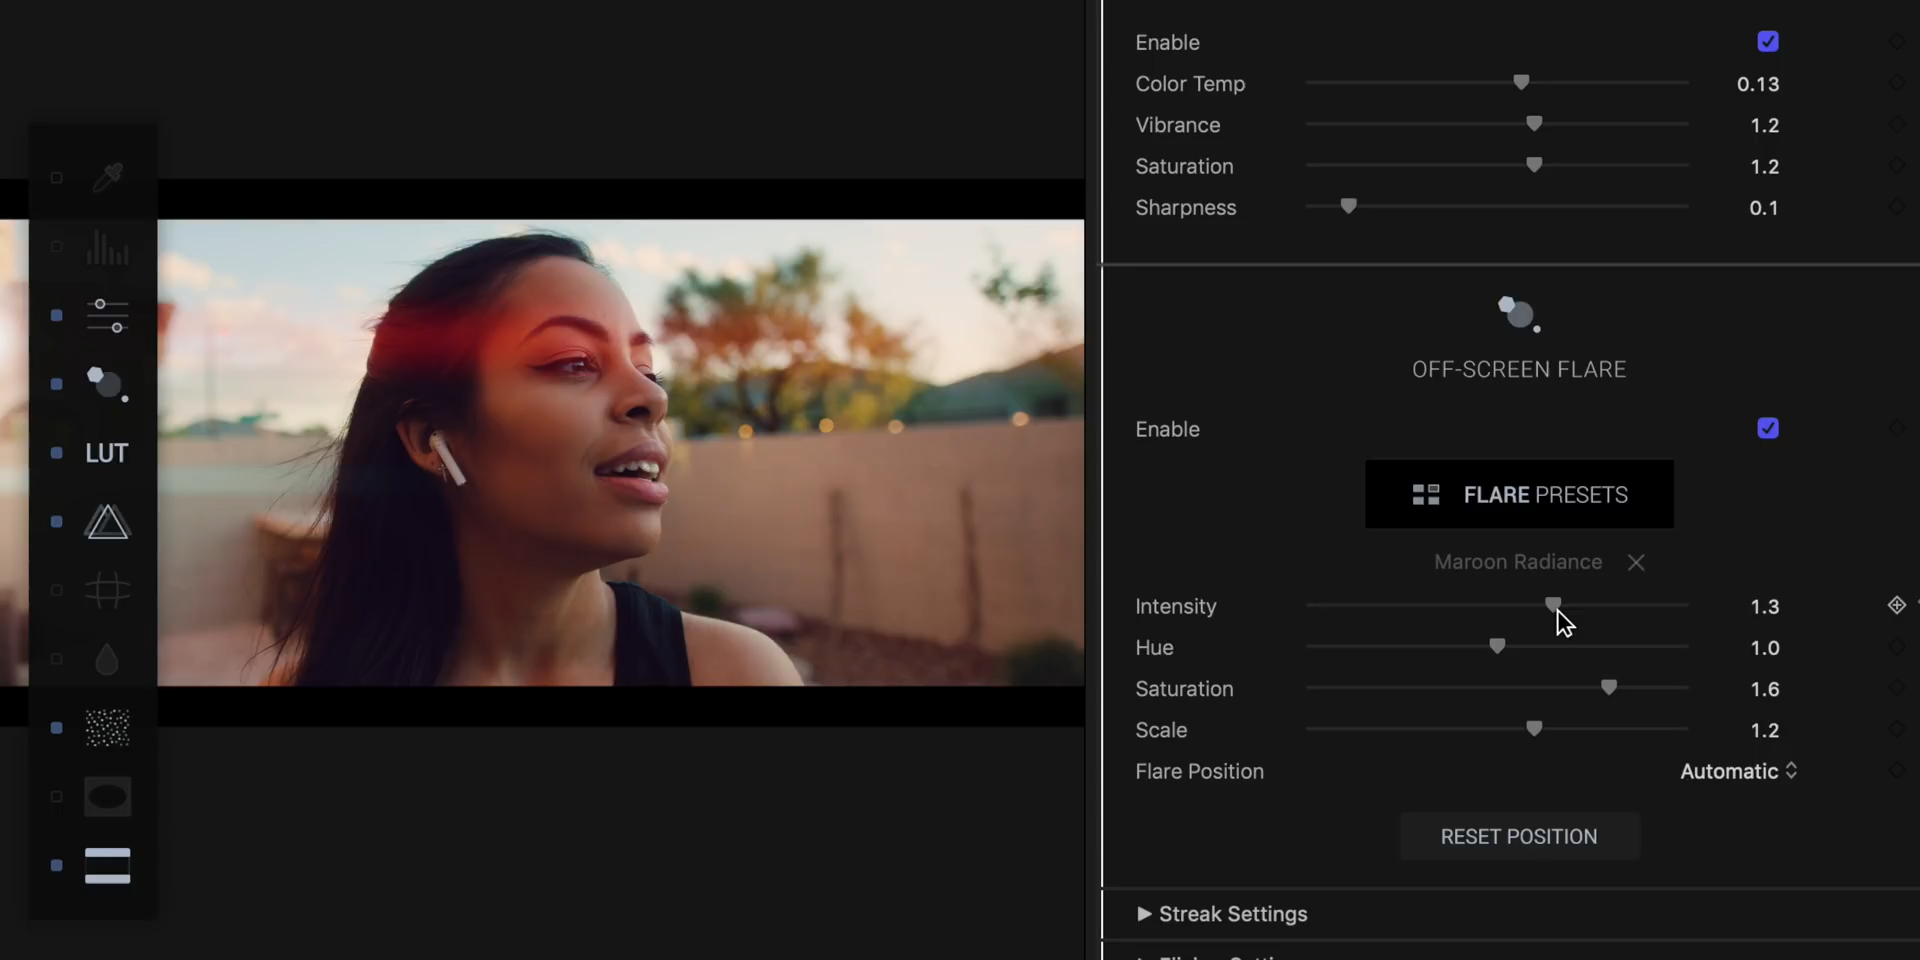 Enable
Color Temp 0.13
Vibrance 1.2
Saturation 1.2
Sharpness 0.1
LUT
OFF-SCREEN FLARE
Enable
FLARE PRESETS
Maroon Radiance
Intensity 1.3
Hue 1.0
Saturation 1.6
Scale 1.2
Flare Position Automatic
RESET POSITION
Streak Settings